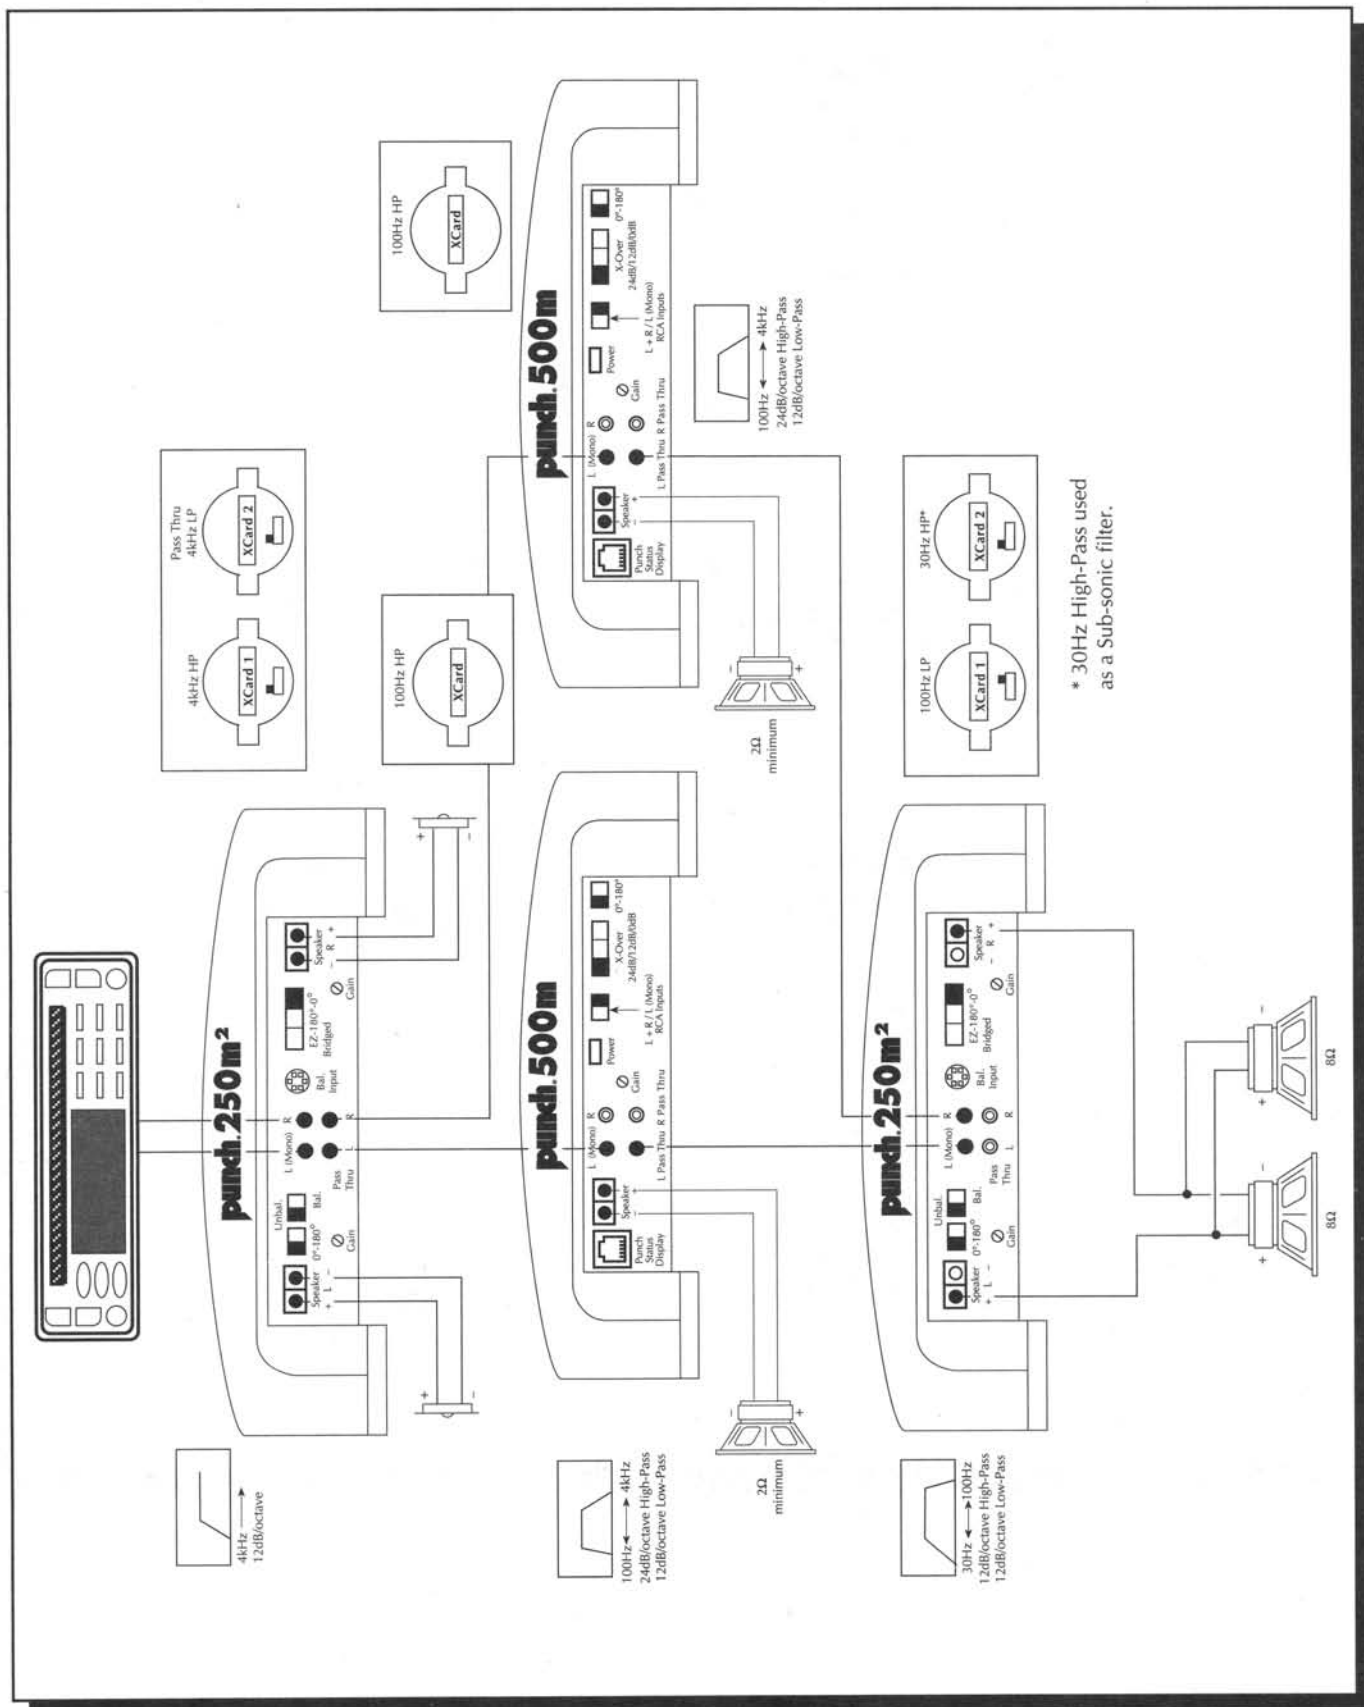 Pass Thru
4kHz HP
4kHz LP
XCard 1
XCard 2
100Hz HP
XCard
100Hz HP
XCard
4kHz
12dB/octave
punch.250m²
Unbal.
L (Mono)
R
0°-180°
Bal.
Bal.
Input
EZ-180°-0°
Bridged
Speaker
+ L −
Gain
Pass
Thru
L
R
Gain
Speaker
− R +
+
−
+
−
100Hz 4kHz
24dB/octave High-Pass
12dB/octave Low-Pass
punch.500m
Punch
Status
Display
Speaker
− +
L (Mono) R
L Pass Thru R Pass Thru
Gain
Power
L + R / L (Mono)
RCA Inputs
X-Over
24dB/12dB/0dB
0°-180°
2Ω
minimum
−
+
punch.500m
Punch
Status
Display
Speaker
− +
L (Mono) R
L Pass Thru R Pass Thru
Gain
Power
L + R / L (Mono)
RCA Inputs
X-Over
24dB/12dB/0dB
0°-180°
2Ω
minimum
−
+
100Hz 4kHz
24dB/octave High-Pass
12dB/octave Low-Pass
30Hz 100Hz
12dB/octave High-Pass
12dB/octave Low-Pass
punch.250m²
Unbal.
L (Mono)
R
0°-180°
Bal.
Bal.
Input
EZ-180°-0°
Bridged
Speaker
+ L −
Gain
Pass
Thru
L
R
Gain
Speaker
− R +
100Hz LP
30Hz HP*
XCard 1
XCard 2
* 30Hz High-Pass used
as a Sub-sonic filter.
+ −
8Ω
+ −
8Ω